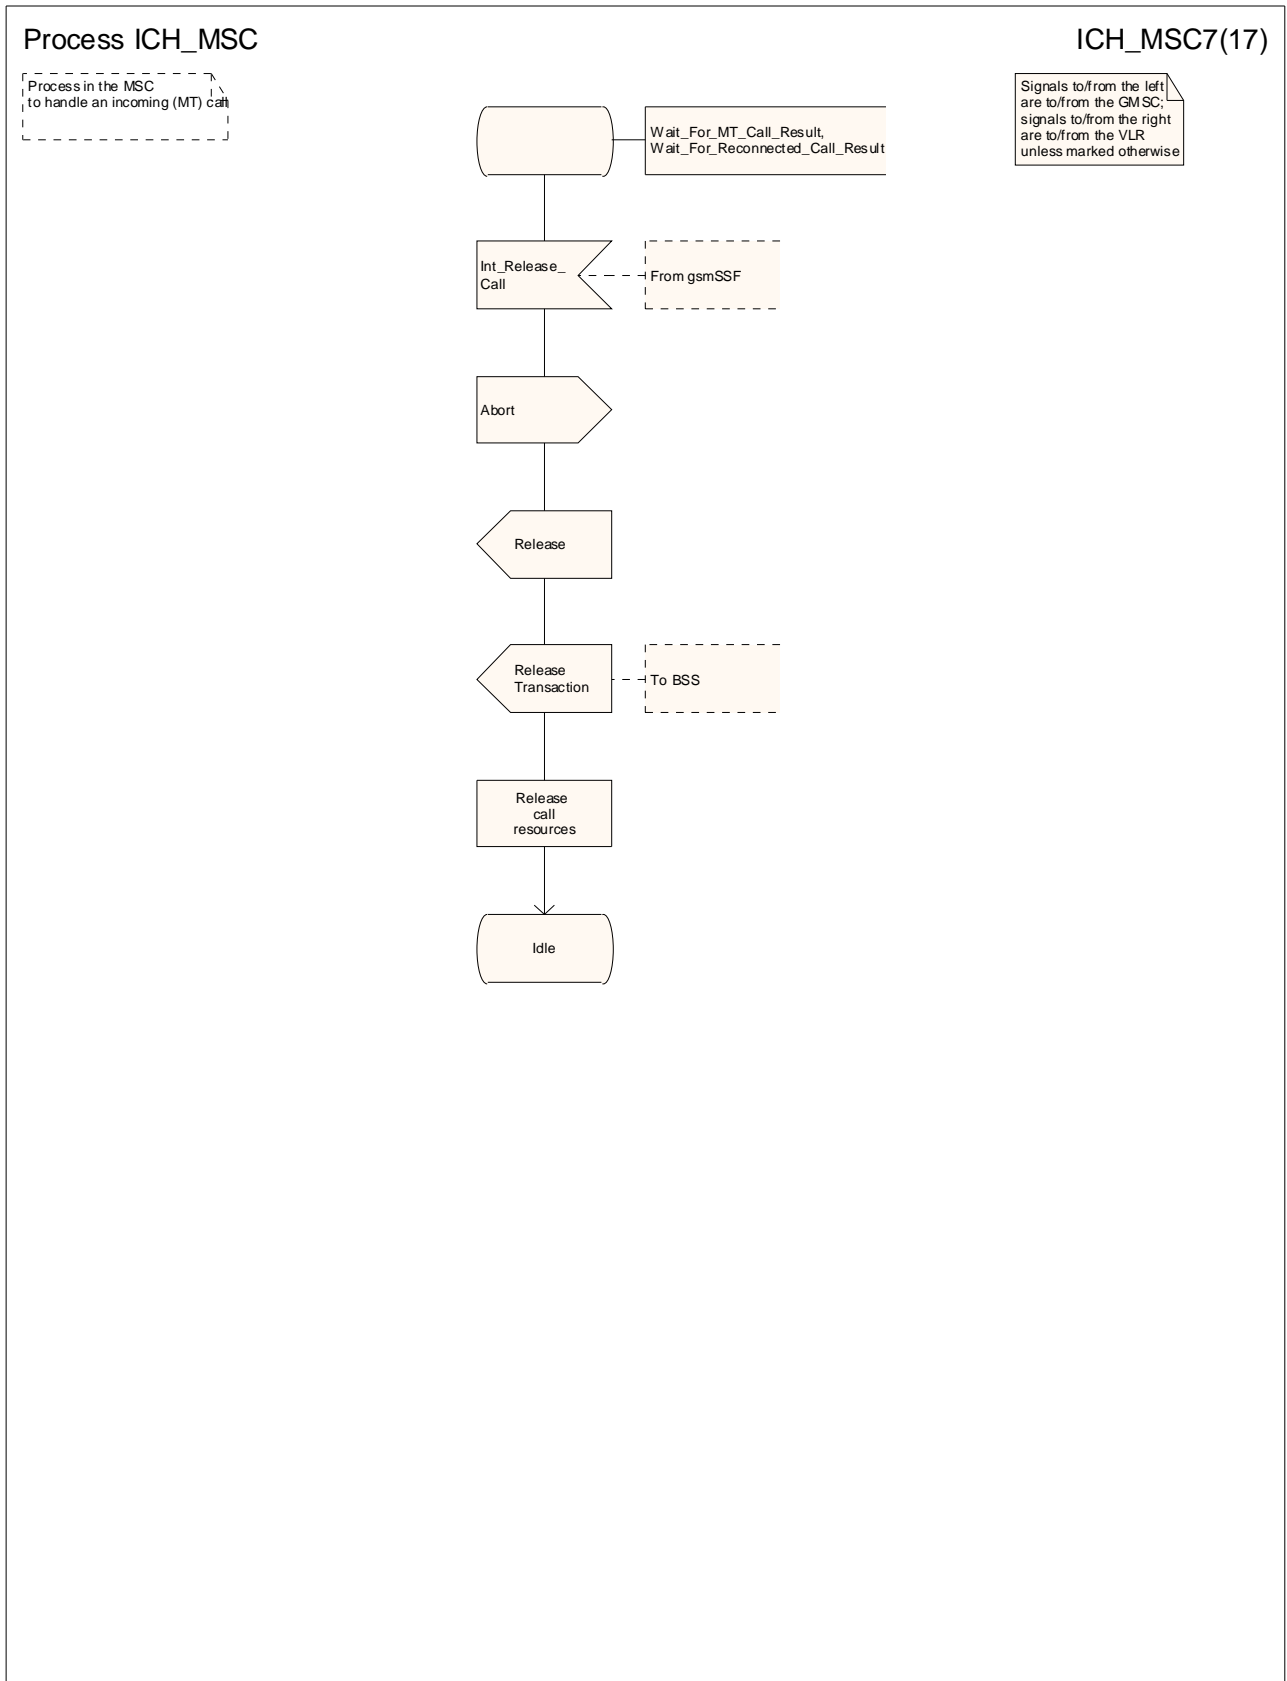 Process ICH_MSC
ICH_MSC7(17)
Process in the MSC
to handle an incoming (MT) call
Signals to/from the left
are to/from the GMSC;
signals to/from the right
are to/from the VLR
unless marked otherwise
Wait_For_MT_Call_Result,
Wait_For_Reconnected_Call_Result
Int_Release_
Call
From gsmSSF
Abort
Release
Release
Transaction
To BSS
Release
call
resources
Idle